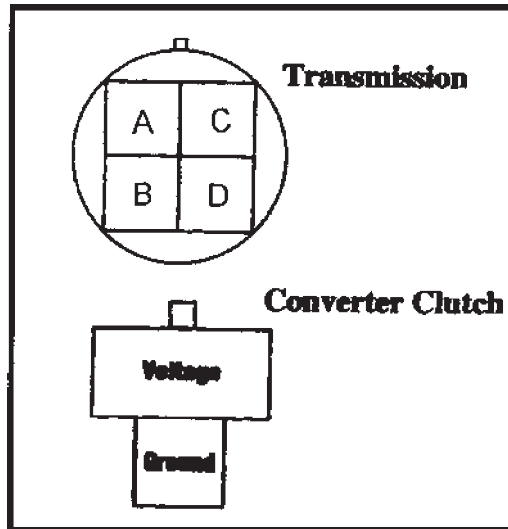 Transmission
A C
B D
Converter Clutch
Voltage
Ground